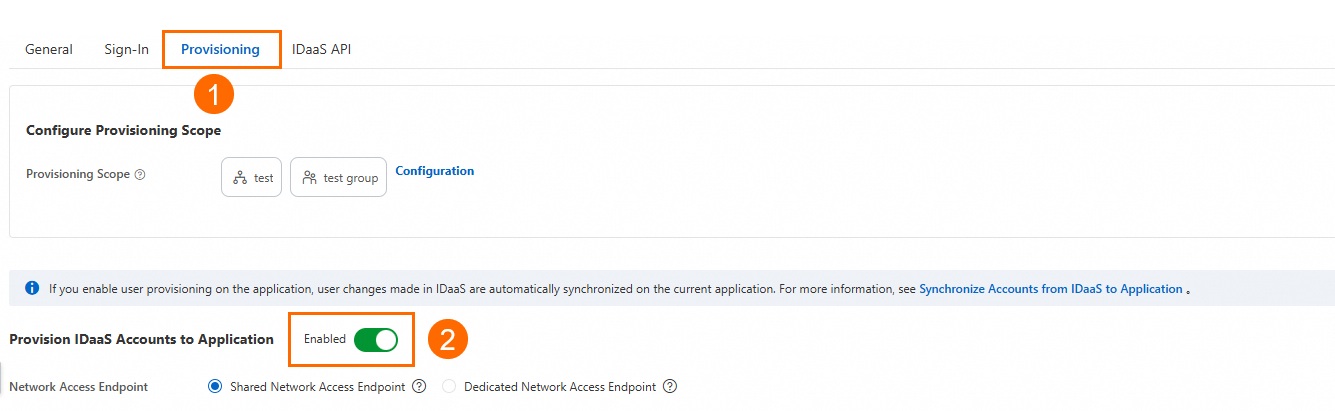 General Sign-In Provisioning IDaaS API
1
Configure Provisioning Scope
Provisioning Scope test test group Configuration
If you enable user provisioning on the application, user changes made in IDaaS are automatically synchronized on the current application. For more information, see Synchronize Accounts from IDaaS to Application 。
Provision IDaaS Accounts to Application Enabled 2
Network Access Endpoint Shared Network Access Endpoint Dedicated Network Access Endpoint